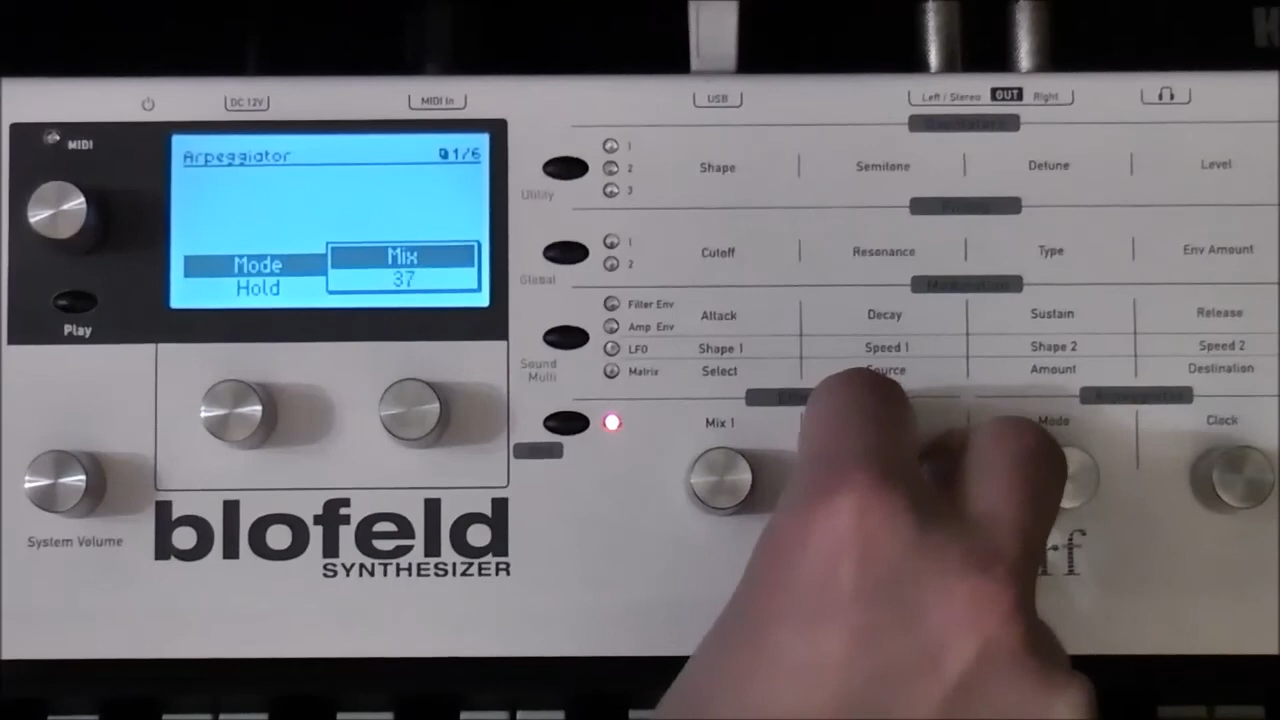 K
DC 12V
MIDI In
USB
Left / Stereo OUT Right
MIDI
Arpeggiator 1/6
Mode Mix
Hold 37
Play
Utility
1
2
3
Shape Semitone Detune Level
Global
1
2
Cutoff Resonance Type Env Amount
Sound
Multi
Filter Env Attack Decay Sustain Release
Amp Env
LFO Shape 1 Speed 1 Shape 2 Speed 2
Matrix Select Source Amount Destination
Mix 1 Mode Clock
System Volume
blofeld
SYNTHESIZER
rf